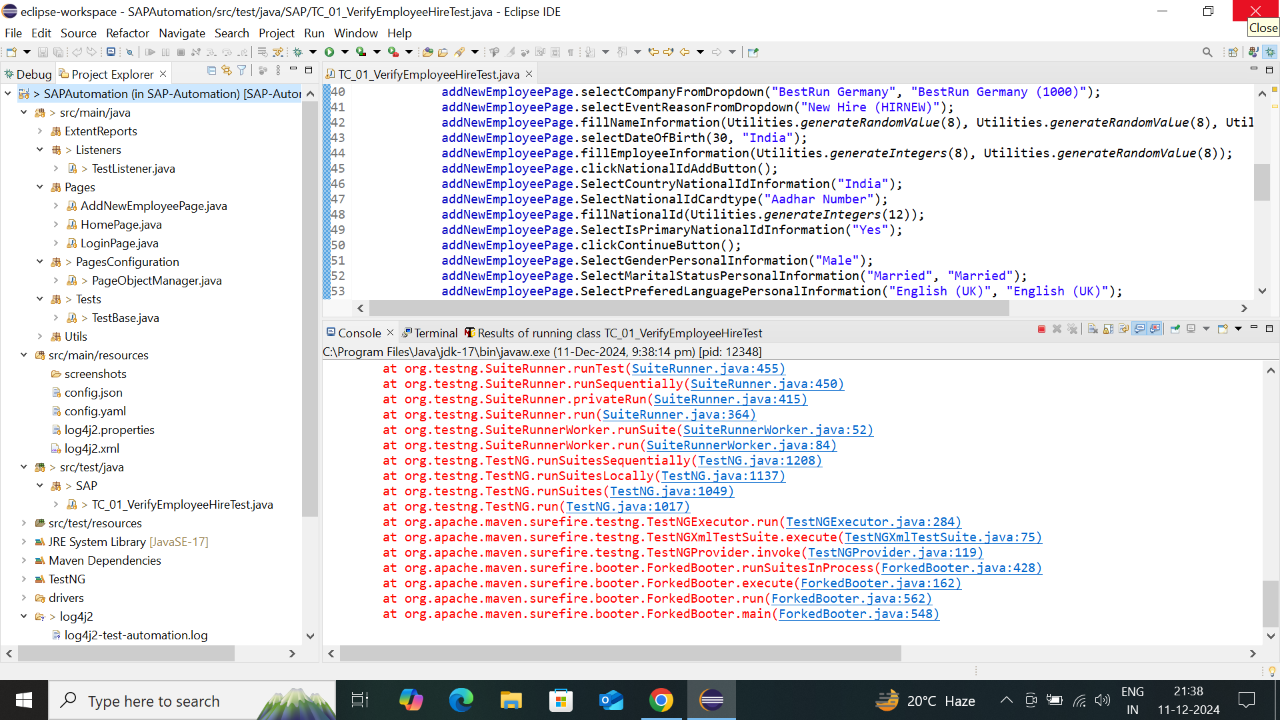 eclipse-workspace - SAPAutomation/src/test/java/SAP/TC_01_VerifyEmployeeHireTest.java - Eclipse IDE
Close
File Edit Source Refactor Navigate Search Project Run Window Help
Debug Project Explorer
> SAPAutomation (in SAP-Automation) [SAP-Autor
> src/main/java
ExtentReports
> Listeners
> TestListener.java
Pages
> AddNewEmployeePage.java
> HomePage.java
> LoginPage.java
> PagesConfiguration
> PageObjectManager.java
> Tests
> TestBase.java
> Utils
src/main/resources
screenshots
config.json
config.yaml
log4j2.properties
log4j2.xml
> src/test/java
> SAP
> TC_01_VerifyEmployeeHireTest.java
src/test/resources
JRE System Library [JavaSE-17]
Maven Dependencies
TestNG
drivers
> log4j2
log4j2-test-automation.log
TC_01_VerifyEmployeeHireTest.java
40 addNewEmployeePage.selectCompanyFromDropdown("BestRun Germany", "BestRun Germany (1000)");
41 addNewEmployeePage.selectEventReasonFromDropdown("New Hire (HIRNEW)");
42 addNewEmployeePage.fillNameInformation(Utilities.generateRandomValue(8), Utilities.generateRandomValue(8), Util
43 addNewEmployeePage.selectDateOfBirth(30, "India");
44 addNewEmployeePage.fillEmployeeInformation(Utilities.generateIntegers(8), Utilities.generateRandomValue(8));
45 addNewEmployeePage.clickNationalIdAddButton();
46 addNewEmployeePage.SelectCountryNationalIdInformation("India");
47 addNewEmployeePage.SelectNationalIdCardtype("Aadhar Number");
48 addNewEmployeePage.fillNationalId(Utilities.generateIntegers(12));
49 addNewEmployeePage.SelectIsPrimaryNationalIdInformation("Yes");
50 addNewEmployeePage.clickContinueButton();
51 addNewEmployeePage.SelectGenderPersonalInformation("Male");
52 addNewEmployeePage.SelectMaritalStatusPersonalInformation("Married", "Married");
53 addNewEmployeePage.SelectPreferedLanguagePersonalInformation("English (UK)", "English (UK)");
Console Terminal Results of running class TC_01_VerifyEmployeeHireTest
C:\Program Files\Java\jdk-17\bin\javaw.exe (11-Dec-2024, 9:38:14 pm) [pid: 12348]
at org.testng.SuiteRunner.runTest(SuiteRunner.java:455)
at org.testng.SuiteRunner.runSequentially(SuiteRunner.java:450)
at org.testng.SuiteRunner.privateRun(SuiteRunner.java:415)
at org.testng.SuiteRunner.run(SuiteRunner.java:364)
at org.testng.SuiteRunnerWorker.runSuite(SuiteRunnerWorker.java:52)
at org.testng.SuiteRunnerWorker.run(SuiteRunnerWorker.java:84)
at org.testng.TestNG.runSuitesSequentially(TestNG.java:1208)
at org.testng.TestNG.runSuitesLocally(TestNG.java:1137)
at org.testng.TestNG.runSuites(TestNG.java:1049)
at org.testng.TestNG.run(TestNG.java:1017)
at org.apache.maven.surefire.testng.TestNGExecutor.run(TestNGExecutor.java:284)
at org.apache.maven.surefire.testng.TestNGXmlTestSuite.execute(TestNGXmlTestSuite.java:75)
at org.apache.maven.surefire.testng.TestNGProvider.invoke(TestNGProvider.java:119)
at org.apache.maven.surefire.booter.ForkedBooter.runSuitesInProcess(ForkedBooter.java:428)
at org.apache.maven.surefire.booter.ForkedBooter.execute(ForkedBooter.java:162)
at org.apache.maven.surefire.booter.ForkedBooter.run(ForkedBooter.java:562)
at org.apache.maven.surefire.booter.ForkedBooter.main(ForkedBooter.java:548)
Type here to search
20°C Haze
ENG
IN
21:38
11-12-2024